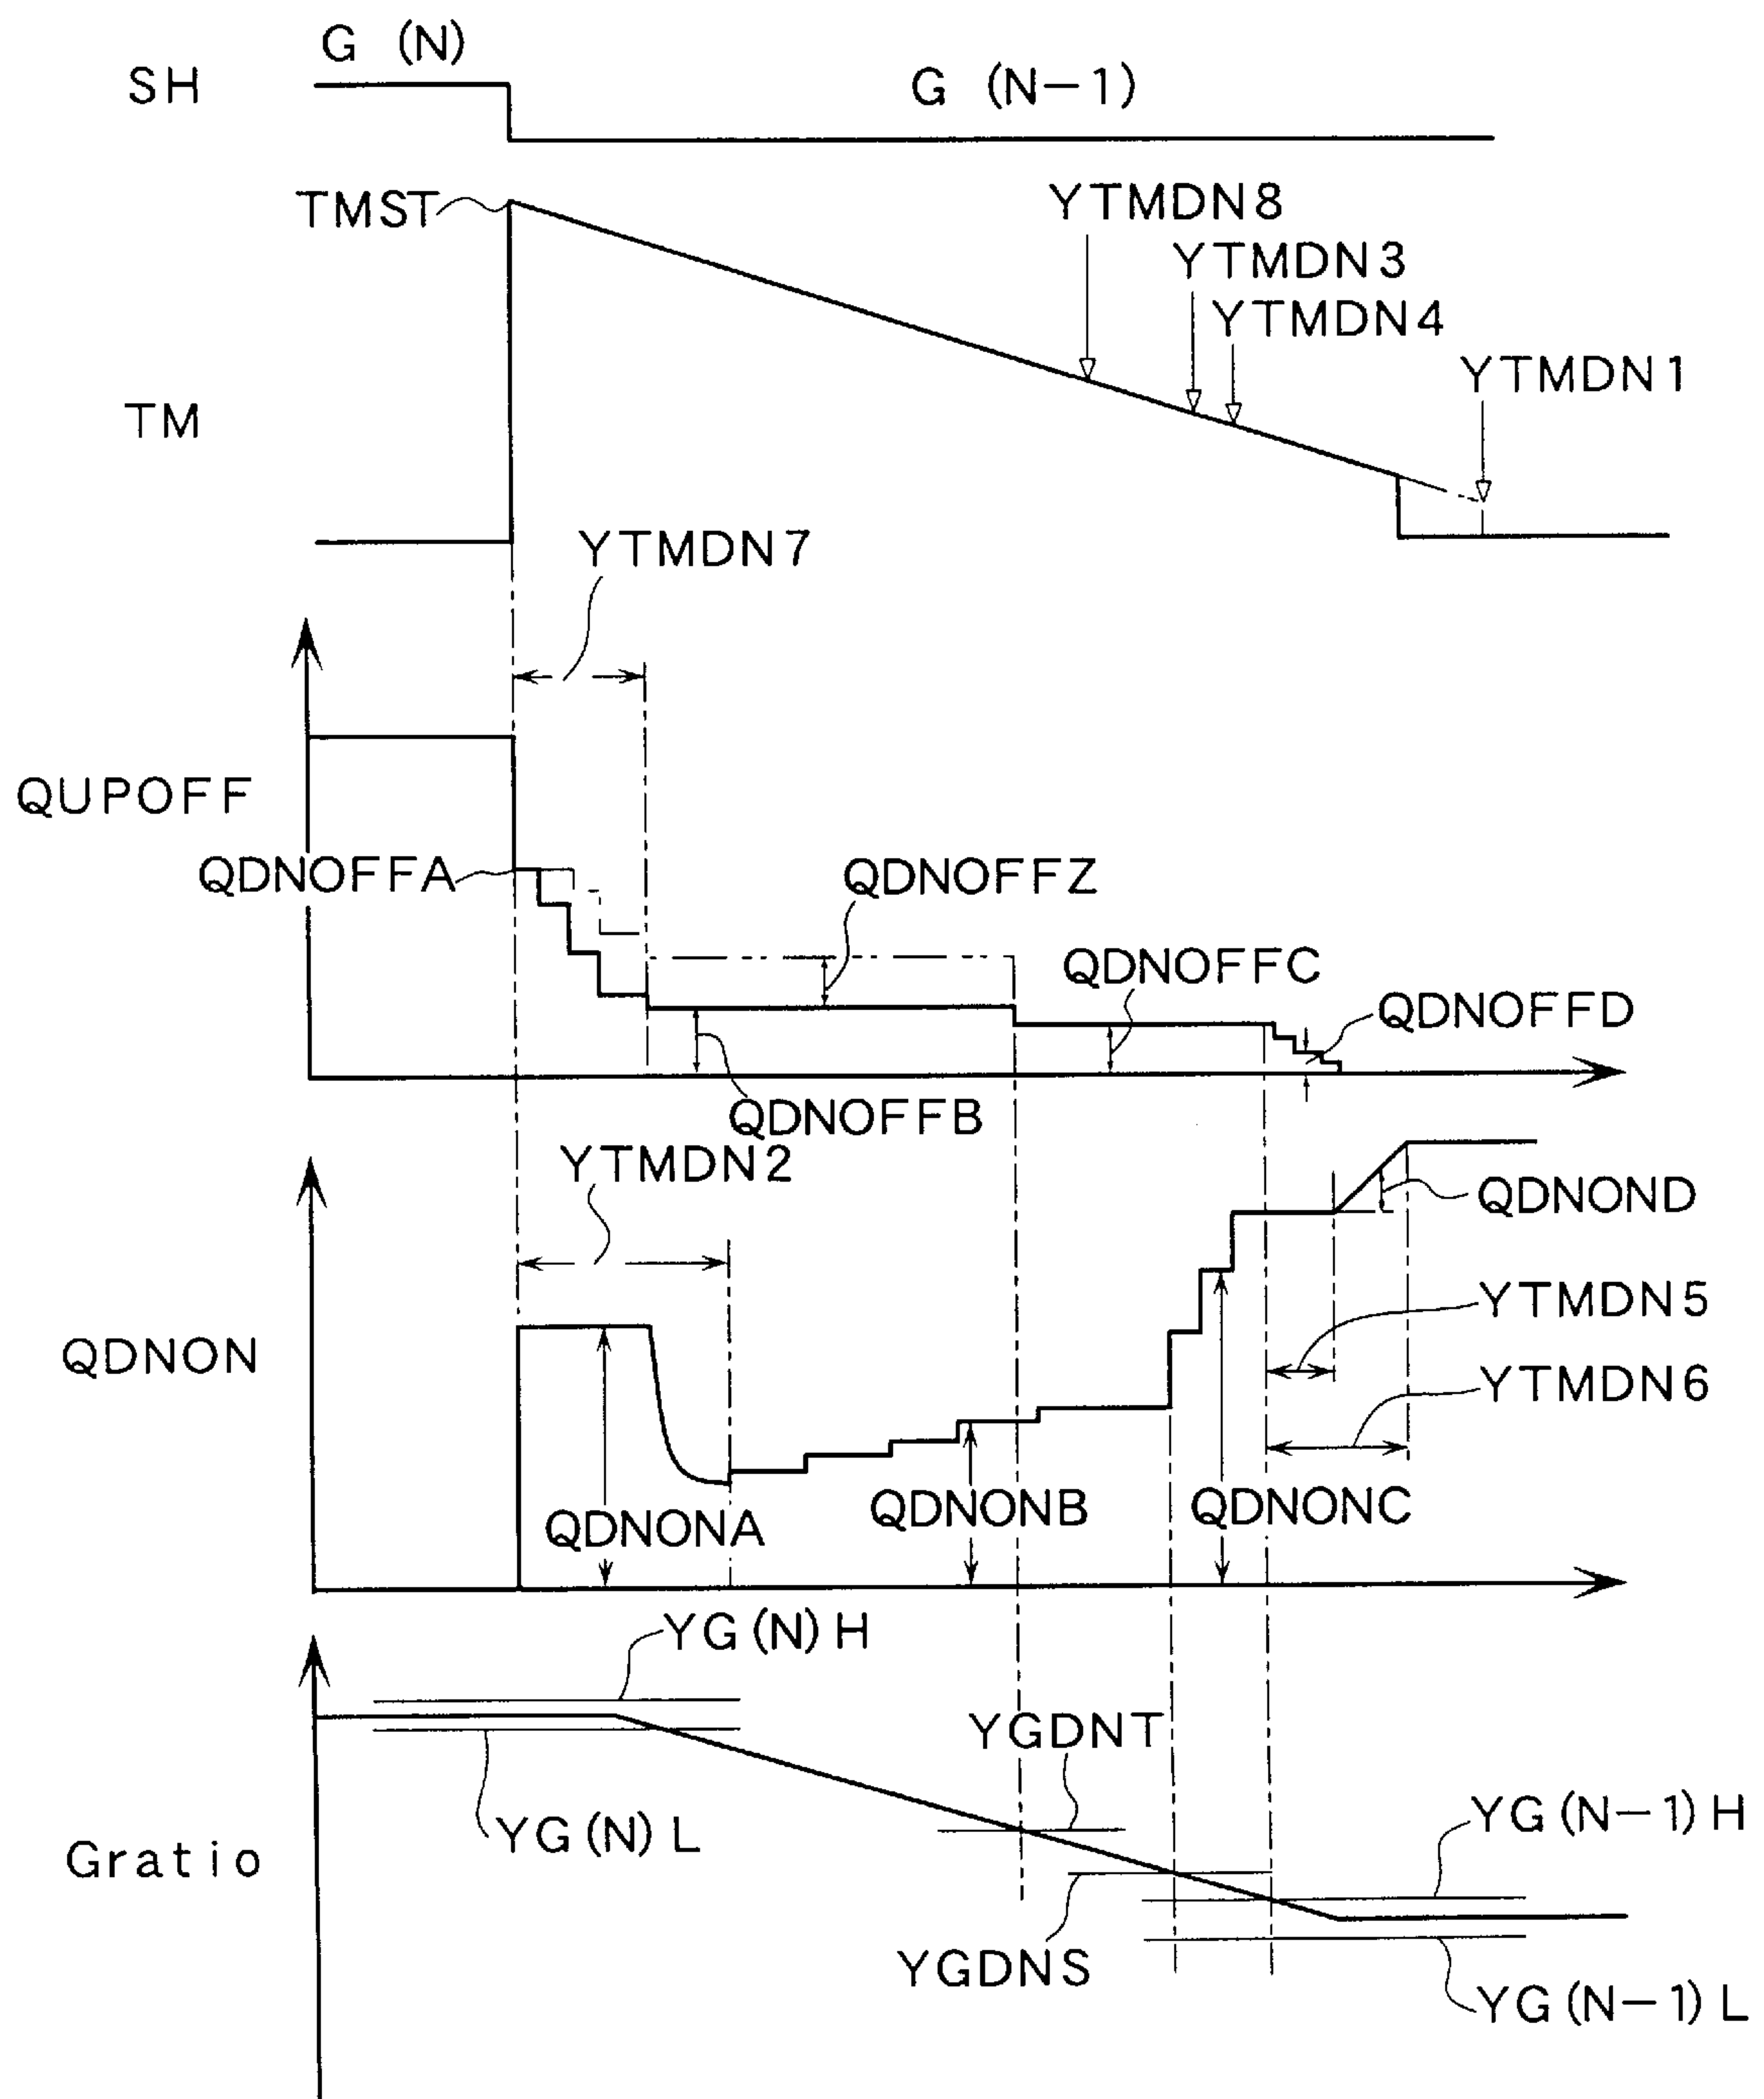 G (N)
SH
G (N-1)
TMST
YTMDN8
YTMDN3
YTMDN4
YTMDN1
TM
YTMDN7
QUPOFF
QDNOFFA
QDNOFFZ
QDNOFFC
QDNOFFD
QDNOFFB
YTMDN2
QDNOND
YTMDN5
QDNON
YTMDN6
QDNONA
QDNONB
QDNONC
YG(N)H
YGDNT
YG(N)L
YG(N-1)H
Gratio
YGDNS
YG(N-1)L